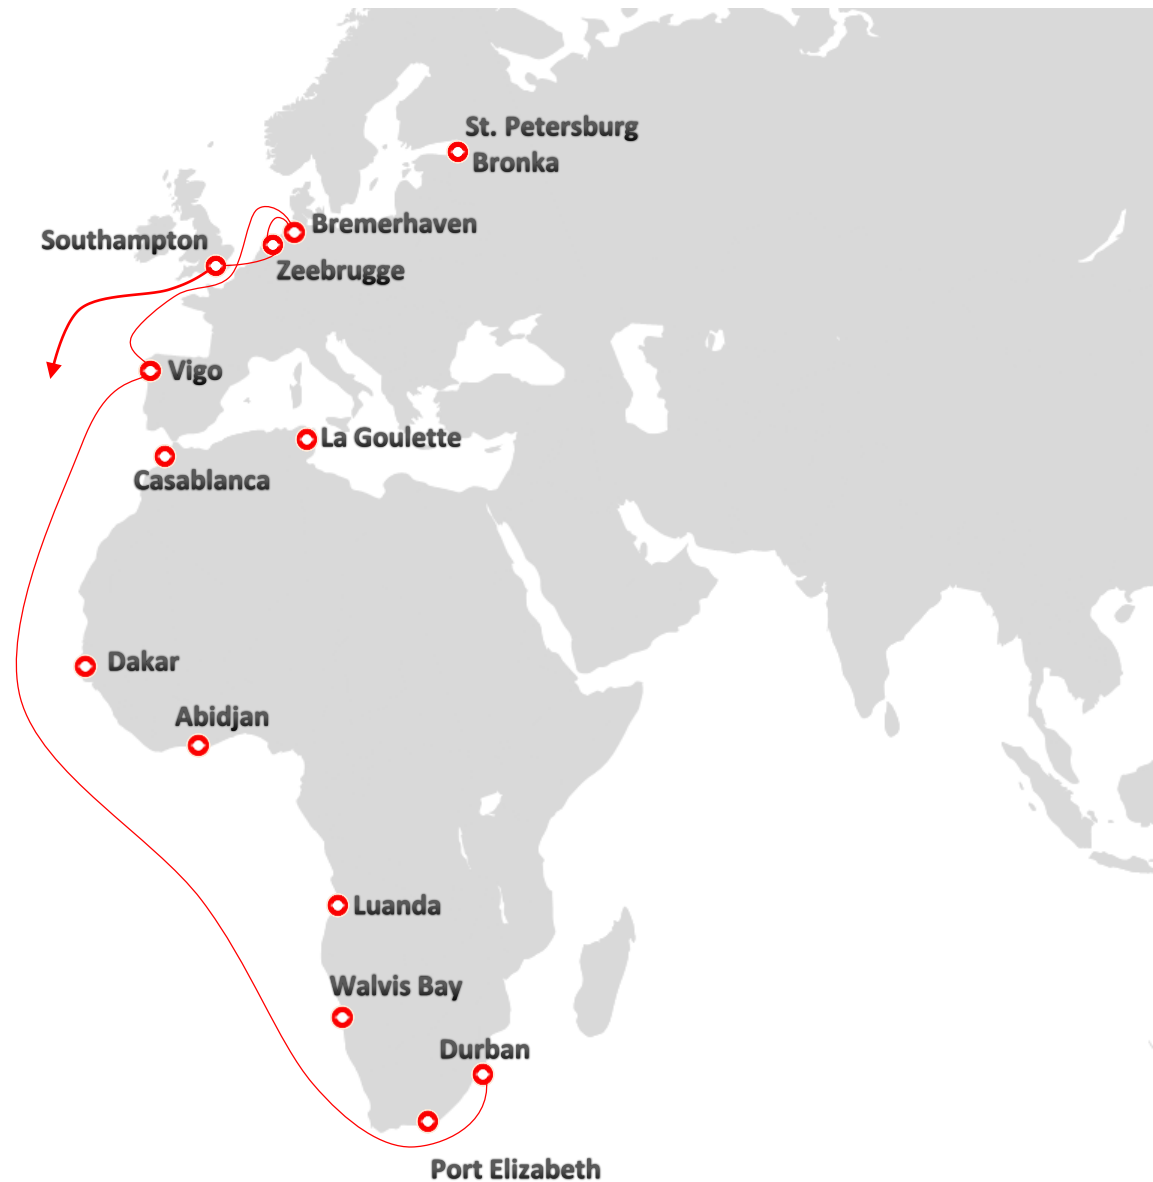 St. Petersburg
Bronka
Bremerhaven
Southampton
Zeebrugge
Vigo
La Goulette
Casablanca
Dakar
Abidjan
Luanda
Walvis Bay
Durban
Port Elizabeth